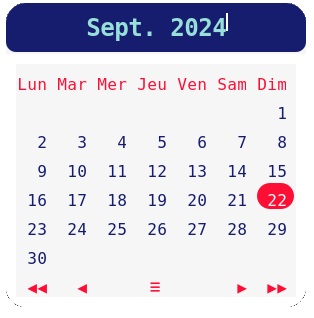 Sept. 2024
Lun Mar Mer Jeu Ven Sam Dim
1
2 3 4 5 6 7 8
9 10 11 12 13 14 15
16 17 18 19 20 21 22
23 24 25 26 27 28 29
30
◀◀ ◀ ☰ ▶ ▶▶